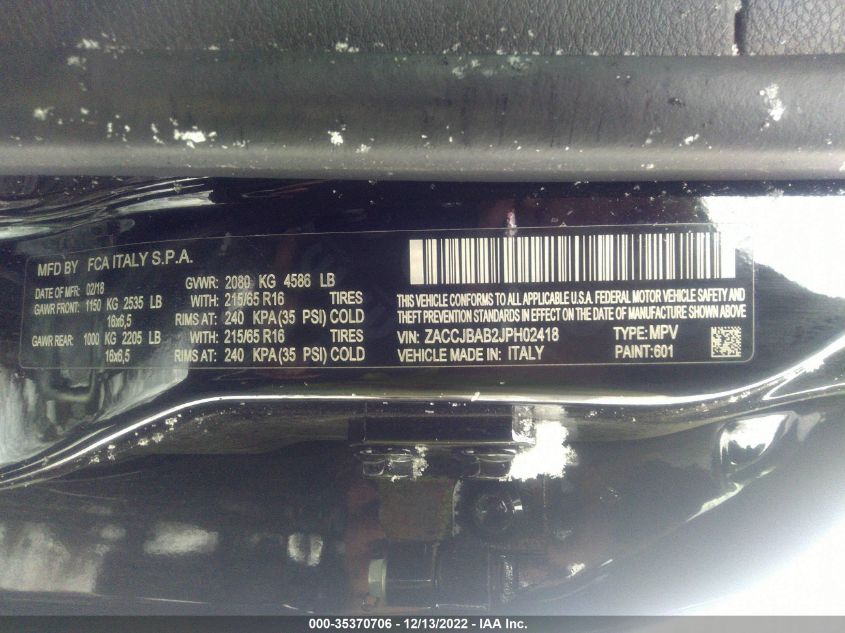 MFD BY FCA ITALY S.P.A.
DATE OF MFR: 02/18 GVWR: 2080 KG 4586 LB
GAWR FRONT: 1150 KG 2535 LB WITH: 215/65 R16 TIRES
16x6,5 RIMS AT: 240 KPA(35 PSI) COLD
GAWR REAR: 1000 KG 2205 LB WITH: 215/65 R16 TIRES
16x6,5 RIMS AT: 240 KPA(35 PSI) COLD
THIS VEHICLE CONFORMS TO ALL APPLICABLE U.S.A. FEDERAL MOTOR VEHICLE SAFETY AND
THEFT PREVENTION STANDARDS IN EFFECT ON THE DATE OF MANUFACTURE SHOWN ABOVE
VIN: ZACCJBAB2JPH02418 TYPE: MPV
VEHICLE MADE IN: ITALY PAINT:601
000-35370706 - 12/13/2022 - IAA Inc.